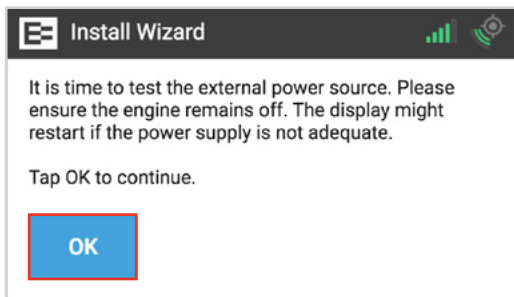 Install Wizard
It is time to test the external power source. Please
ensure the engine remains off. The display might
restart if the power supply is not adequate.
Tap OK to continue.
OK